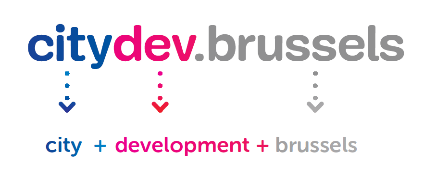 citydev.brussels
city + development + brussels